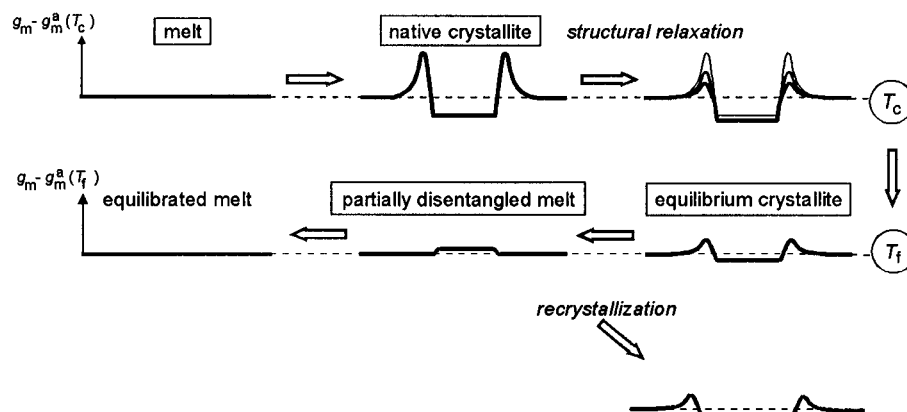 g_m - g_m^a (T_c)
melt
native crystallite
structural relaxation
T_c
g_m - g_m^a (T_f)
equilibrated melt
partially disentangled melt
equilibrium crystallite
T_f
recrystallization